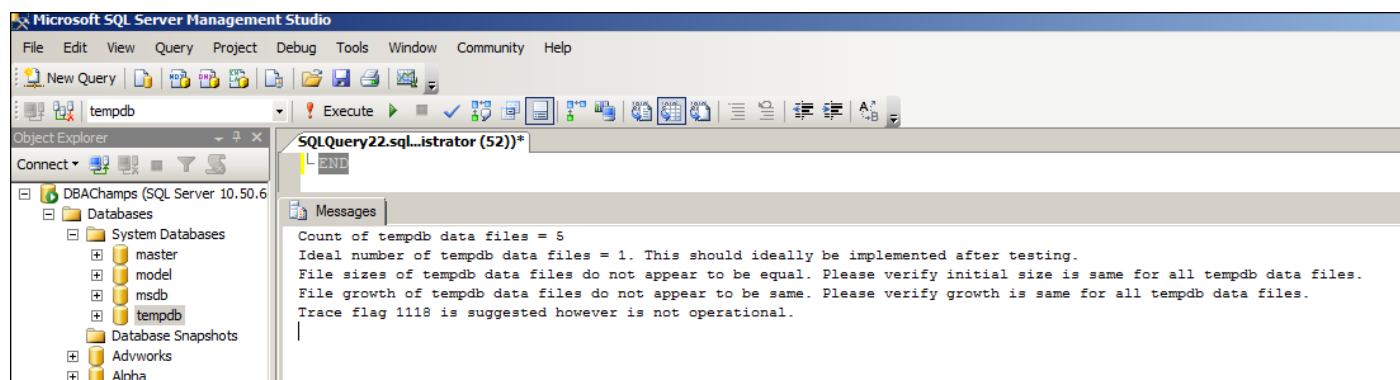 Microsoft SQL Server Management Studio
File Edit View Query Project Debug Tools Window Community Help
New Query
tempdb
Execute
Object Explorer
SQLQuery22.sql...istrator (52))*
Connect
END
DBAChamps (SQL Server 10.50.6
Databases
System Databases
master
model
msdb
tempdb
Database Snapshots
Advworks
Alpha
Messages
Count of tempdb data files = 5
Ideal number of tempdb data files = 1. This should ideally be implemented after testing.
File sizes of tempdb data files do not appear to be equal. Please verify initial size is same for all tempdb data files.
File growth of tempdb data files do not appear to be same. Please verify growth is same for all tempdb data files.
Trace flag 1118 is suggested however is not operational.